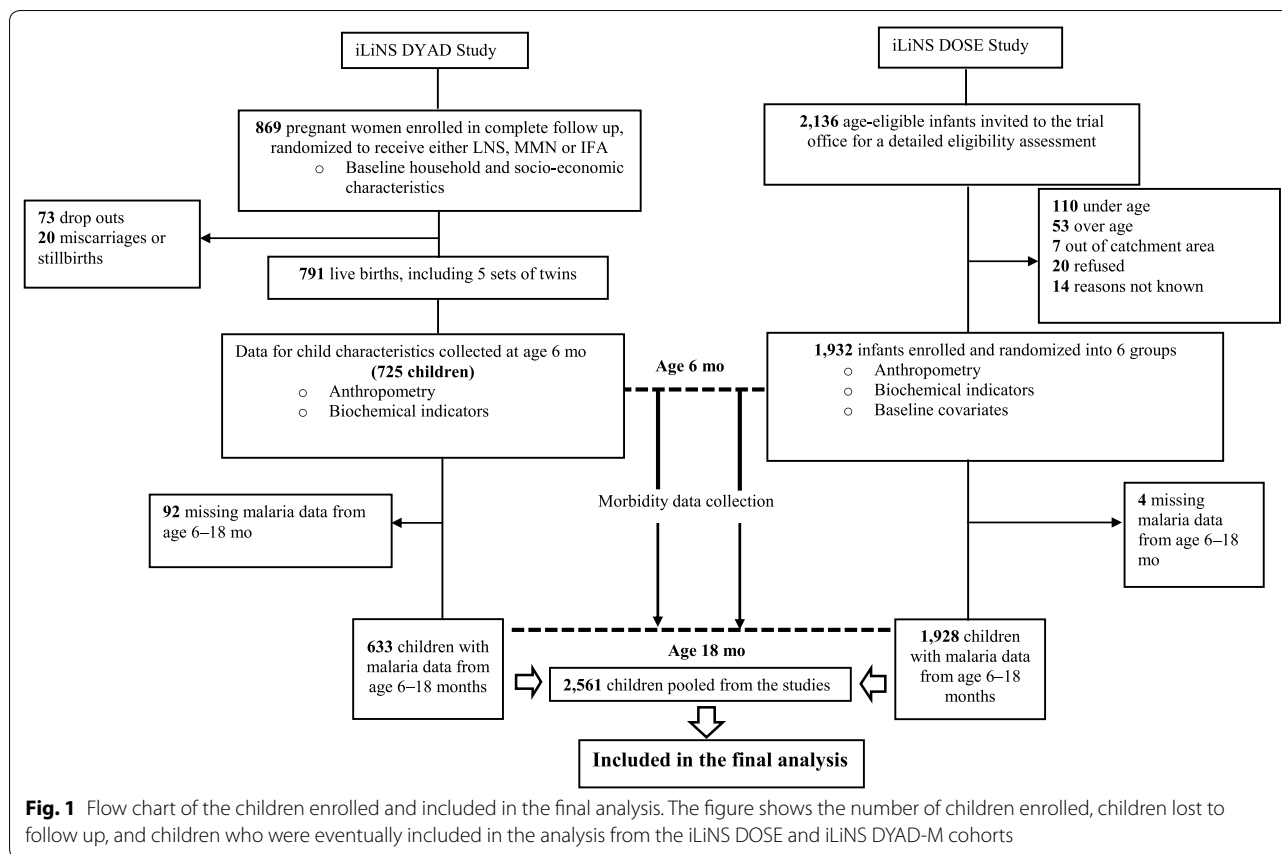 iLiNS DYAD Study
869 pregnant women enrolled in complete follow up,
randomized to receive either LNS, MMN or IFA
o Baseline household and socio-economic
characteristics
73 drop outs
20 miscarriages or
stillbirths
791 live births, including 5 sets of twins
Data for child characteristics collected at age 6 mo
(725 children)
o Anthropometry
o Biochemical indicators
92 missing malaria data from
age 6–18 mo
633 children with
malaria data from
age 6–18 months
iLiNS DOSE Study
2,136 age-eligible infants invited to the trial
office for a detailed eligibility assessment
110 under age
53 over age
7 out of catchment area
20 refused
14 reasons not known
1,932 infants enrolled and randomized into 6 groups
o Anthropometry
o Biochemical indicators
o Baseline covariates
4 missing
malaria data
from age 6–18
mo
1,928 children
with malaria data
from age 6–18
months
Age 6 mo
Morbidity data collection
Age 18 mo
2,561 children pooled from the studies
Included in the final analysis
Fig. 1 Flow chart of the children enrolled and included in the final analysis. The figure shows the number of children enrolled, children lost to
follow up, and children who were eventually included in the analysis from the iLiNS DOSE and iLiNS DYAD-M cohorts